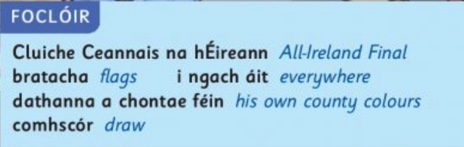 FOCLÓIR
Cluiche Ceannais na hÉireann All-Ireland Final
bratacha flags i ngach áit everywhere
dathanna a chontae féin his own county colours
comhscór draw